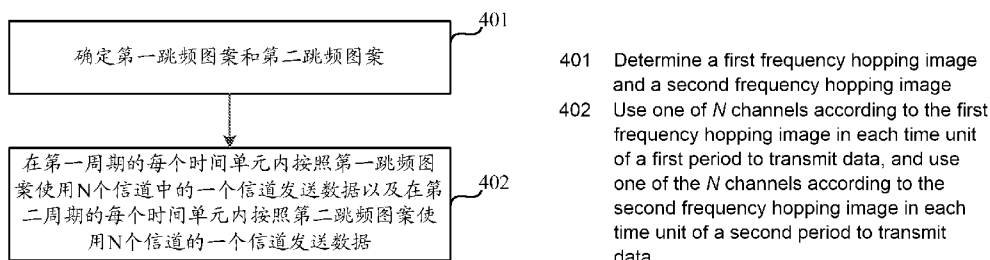 401
确定第一跳频图案和第二跳频图案
402
在第一周期的每个时间单元内按照第一跳频图
案使用N个信道中的一个信道发送数据以及在第
二周期的每个时间单元内按照第二跳频图案使
用N个信道的一个信道发送数据
401 Determine a first frequency hopping image
and a second frequency hopping image
402 Use one of N channels according to the first
frequency hopping image in each time unit
of a first period to transmit data, and use
one of the N channels according to the
second frequency hopping image in each
time unit of a second period to transmit
data